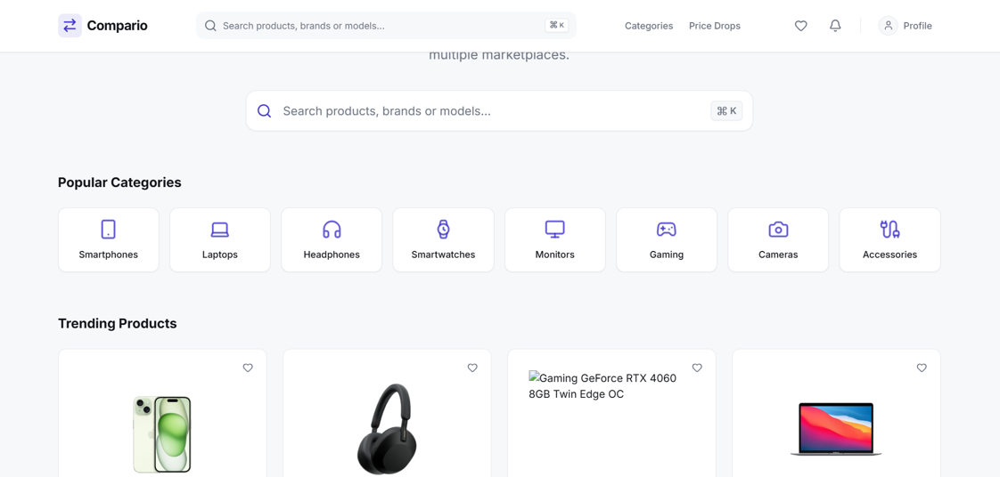 Compario
Search products, brands or models...
⌘ K
Categories
Price Drops
Profile
multiple marketplaces.
Search products, brands or models...
⌘ K
Popular Categories
Smartphones
Laptops
Headphones
Smartwatches
Monitors
Gaming
Cameras
Accessories
Trending Products
Gaming GeForce RTX 4060
8GB Twin Edge OC